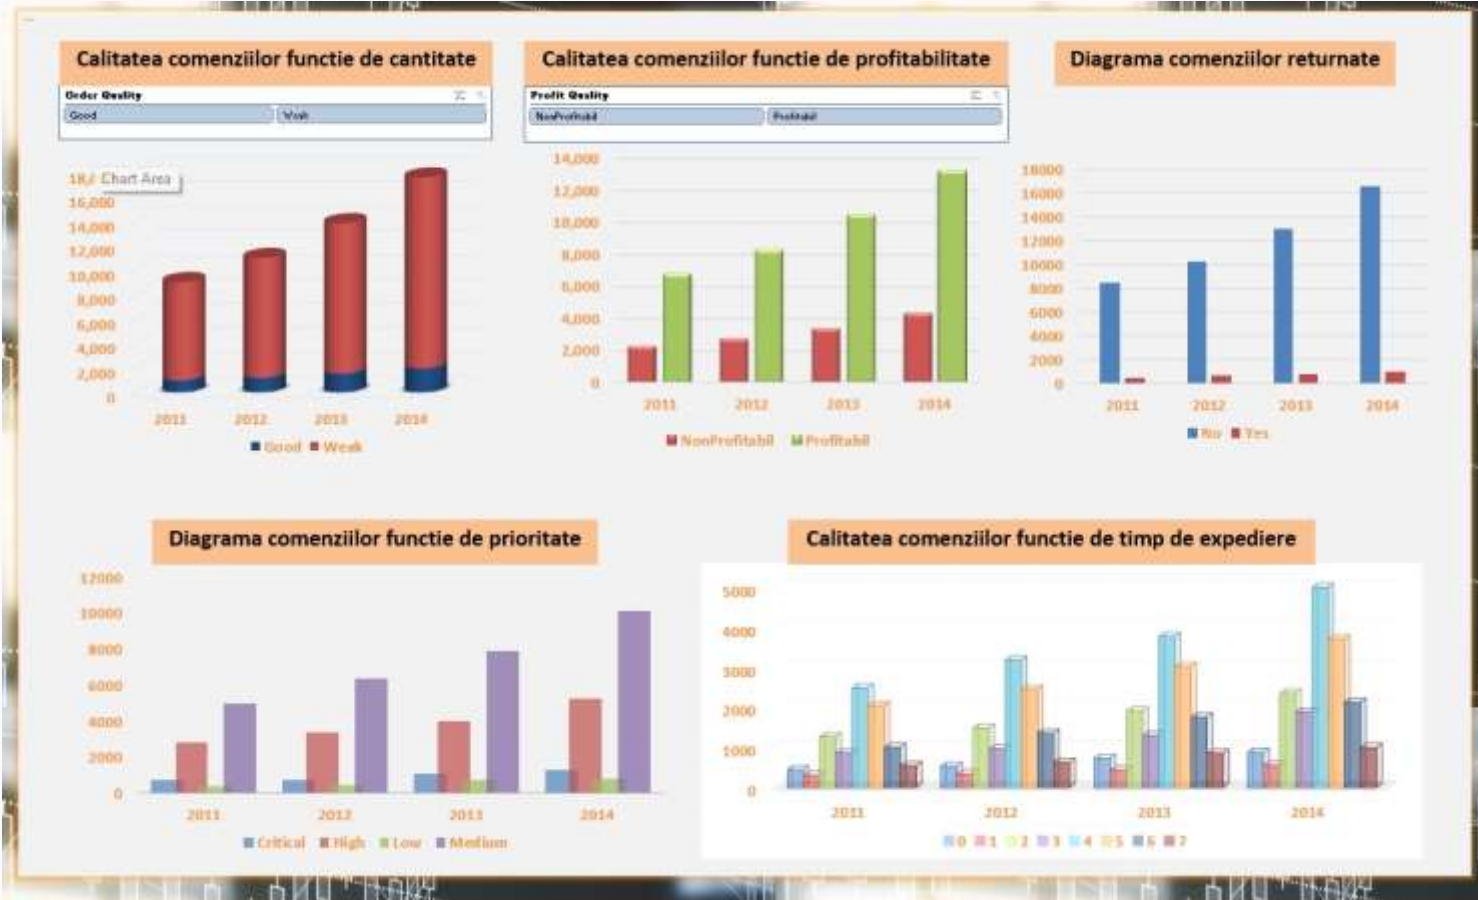 Calitatea comenziilor functie de cantitate
Order Quality
Good
Weak
18,
Chart Area
16,000
14,000
12,000
10,000
8,000
6,000
4,000
2,000
0
2011 2012 2013 2014
Good Weak
Calitatea comenziilor functie de profitabilitate
Profit Quality
NonProfitabil
Profitabil
14,000
12,000
10,000
8,000
6,000
4,000
2,000
0
2011 2012 2013 2014
NonProfitabil Profitabil
Diagrama comenziilor returnate
18000
16000
14000
12000
10000
8000
6000
4000
2000
0
2011 2012 2013 2014
No Yes
Diagrama comenziilor functie de prioritate
12000
10000
8000
6000
4000
2000
0
2011 2012 2013 2014
Critical High Low Medium
Calitatea comenziilor functie de timp de expediere
5000
4000
3000
2000
1000
0
2011 2012 2013 2014
0 1 2 3 4 5 6 7